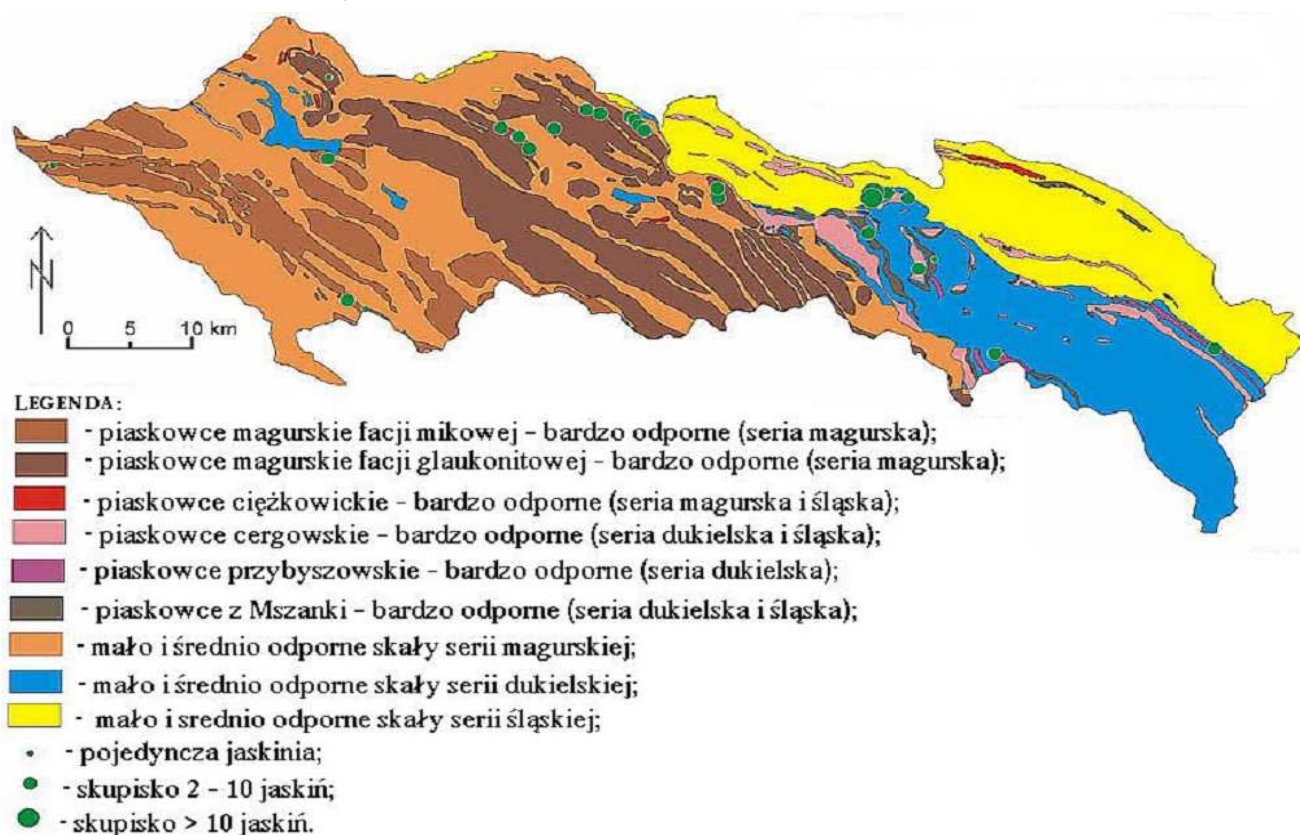 N
0 5 10 km
LEGENDA:
- piaskowce magurskie facji mikowej – bardzo odporne (seria magurska);
- piaskowce magurskie facji glaukonitowej – bardzo odporne (seria magurska);
- piaskowce ciężkowickie – bardzo odporne (seria magurska i śląska);
- piaskowce cergowskie – bardzo odporne (seria dukielska i śląska);
- piaskowce przybyszowskie – bardzo odporne (seria dukielska);
- piaskowce z Mszanki – bardzo odporne (seria dukielska i śląska);
- mało i średnio odporne skały serii magurskiej;
- mało i średnio odporne skały serii dukielskiej;
- mało i srednio odporne skały serii śląskiej;
- pojedyncza jaskinia;
- skupisko 2 – 10 jaskiń;
- skupisko > 10 jaskiń.